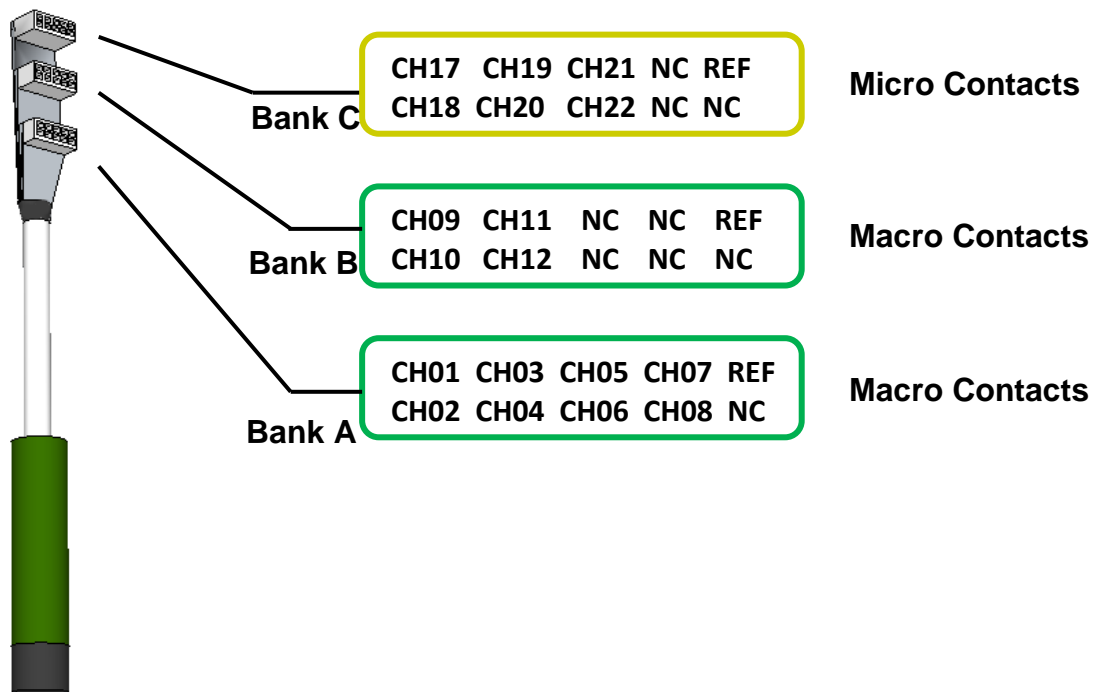 CH17 CH19 CH21 NC REF
CH18 CH20 CH22 NC NC
Bank C
Micro Contacts
CH09 CH11 NC NC REF
CH10 CH12 NC NC NC
Bank B
Macro Contacts
CH01 CH03 CH05 CH07 REF
CH02 CH04 CH06 CH08 NC
Bank A
Macro Contacts